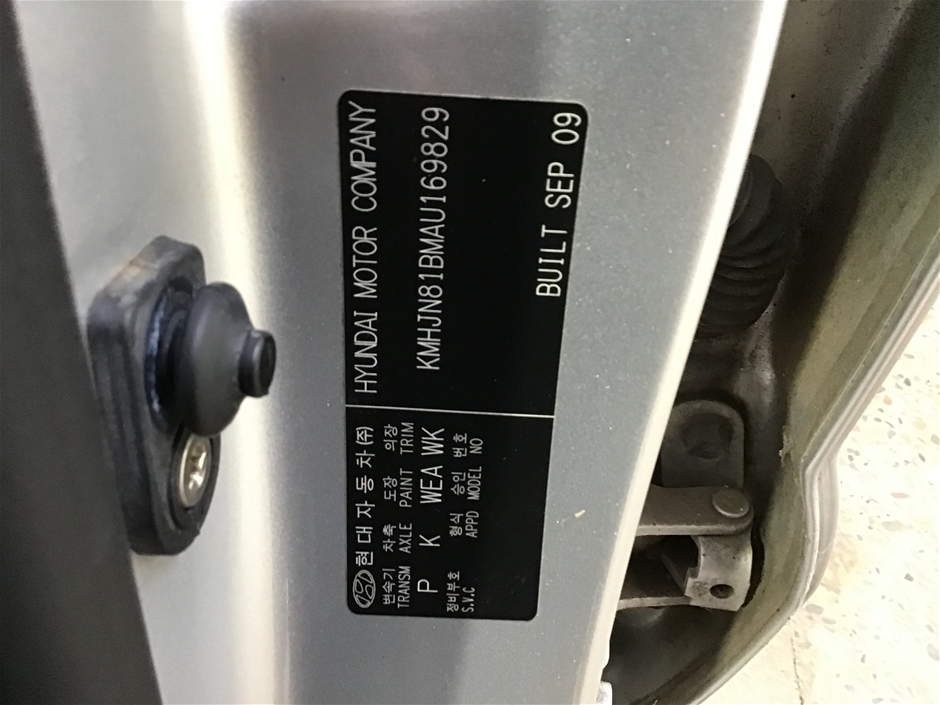 현대자동차(주) HYUNDAI MOTOR COMPANY
변속기 차축 도장 의장
TRANSM AXLE PAINT TRIM
P K WEA WK KMHJN81BMAU169829
정비부호 형식 승인 번호
S.V.C APPD MODEL NO
BUILT SEP 09